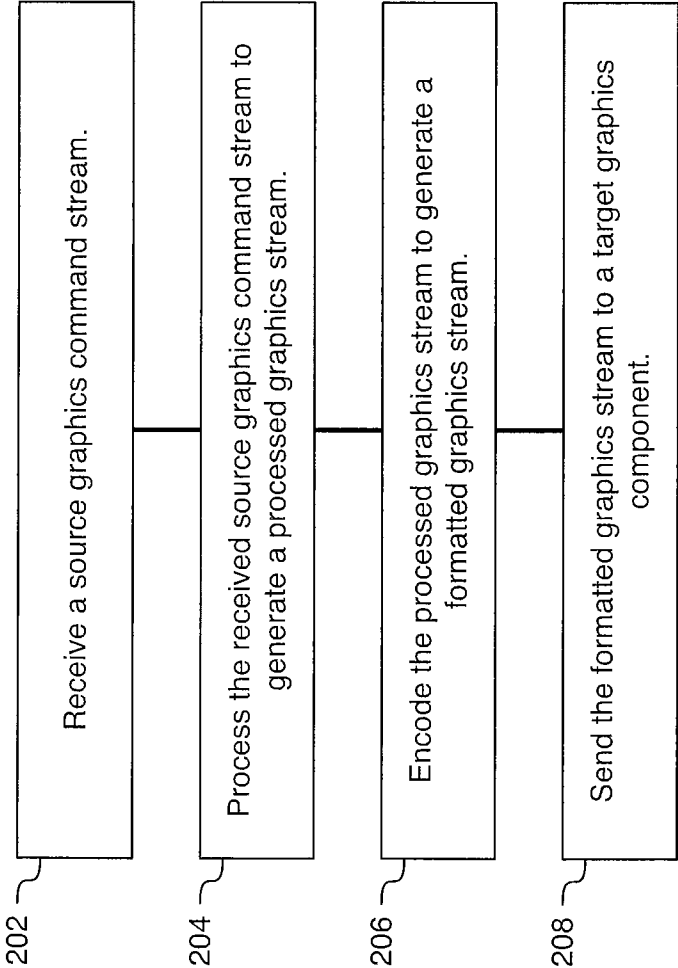 202
Receive a source graphics command stream.
204
Process the received source graphics command stream to
generate a processed graphics stream.
206
Encode the processed graphics stream to generate a
formatted graphics stream.
208
Send the formatted graphics stream to a target graphics
component.